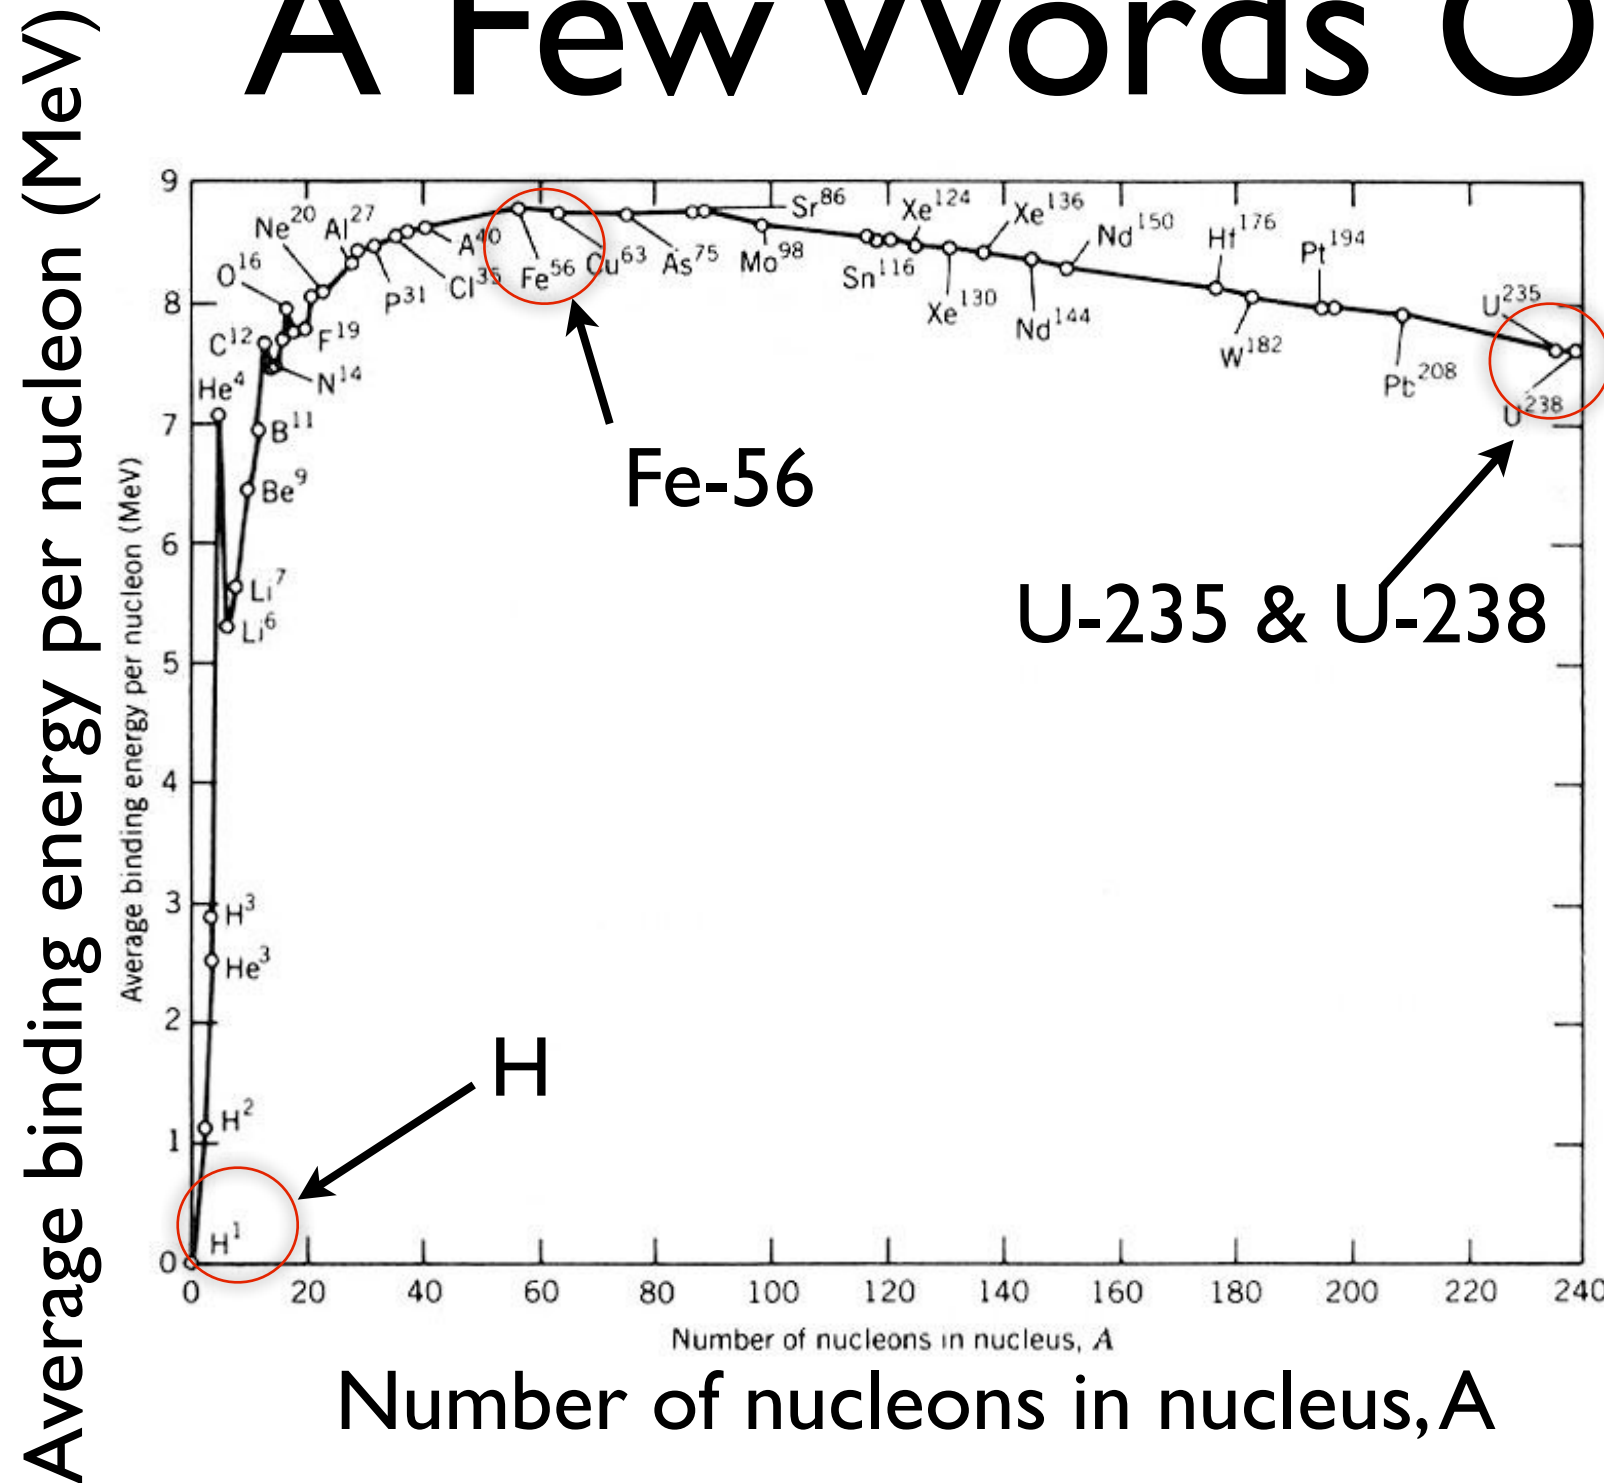 A Few Words O
Average binding energy per nucleon (MeV)
Average binding energy per nucleon (MeV)
9
8
7
6
5
4
3
2
1
0
Ne20
Al27
O16
C12
He4
A40
Cl35
P31
F19
N14
B11
Be9
Li7
Li6
H3
He3
H2
H1
Fe56
Cu63
As75
Sr86
Mo98
Xe124
Sn116
Xe130
Xe136
Nd144
Nd150
Hf176
W182
Pt194
Pb208
U235
U238
Fe-56
U-235 & U-238
H
0 20 40 60 80 100 120 140 160 180 200 220 240
Number of nucleons in nucleus, A
Number of nucleons in nucleus, A